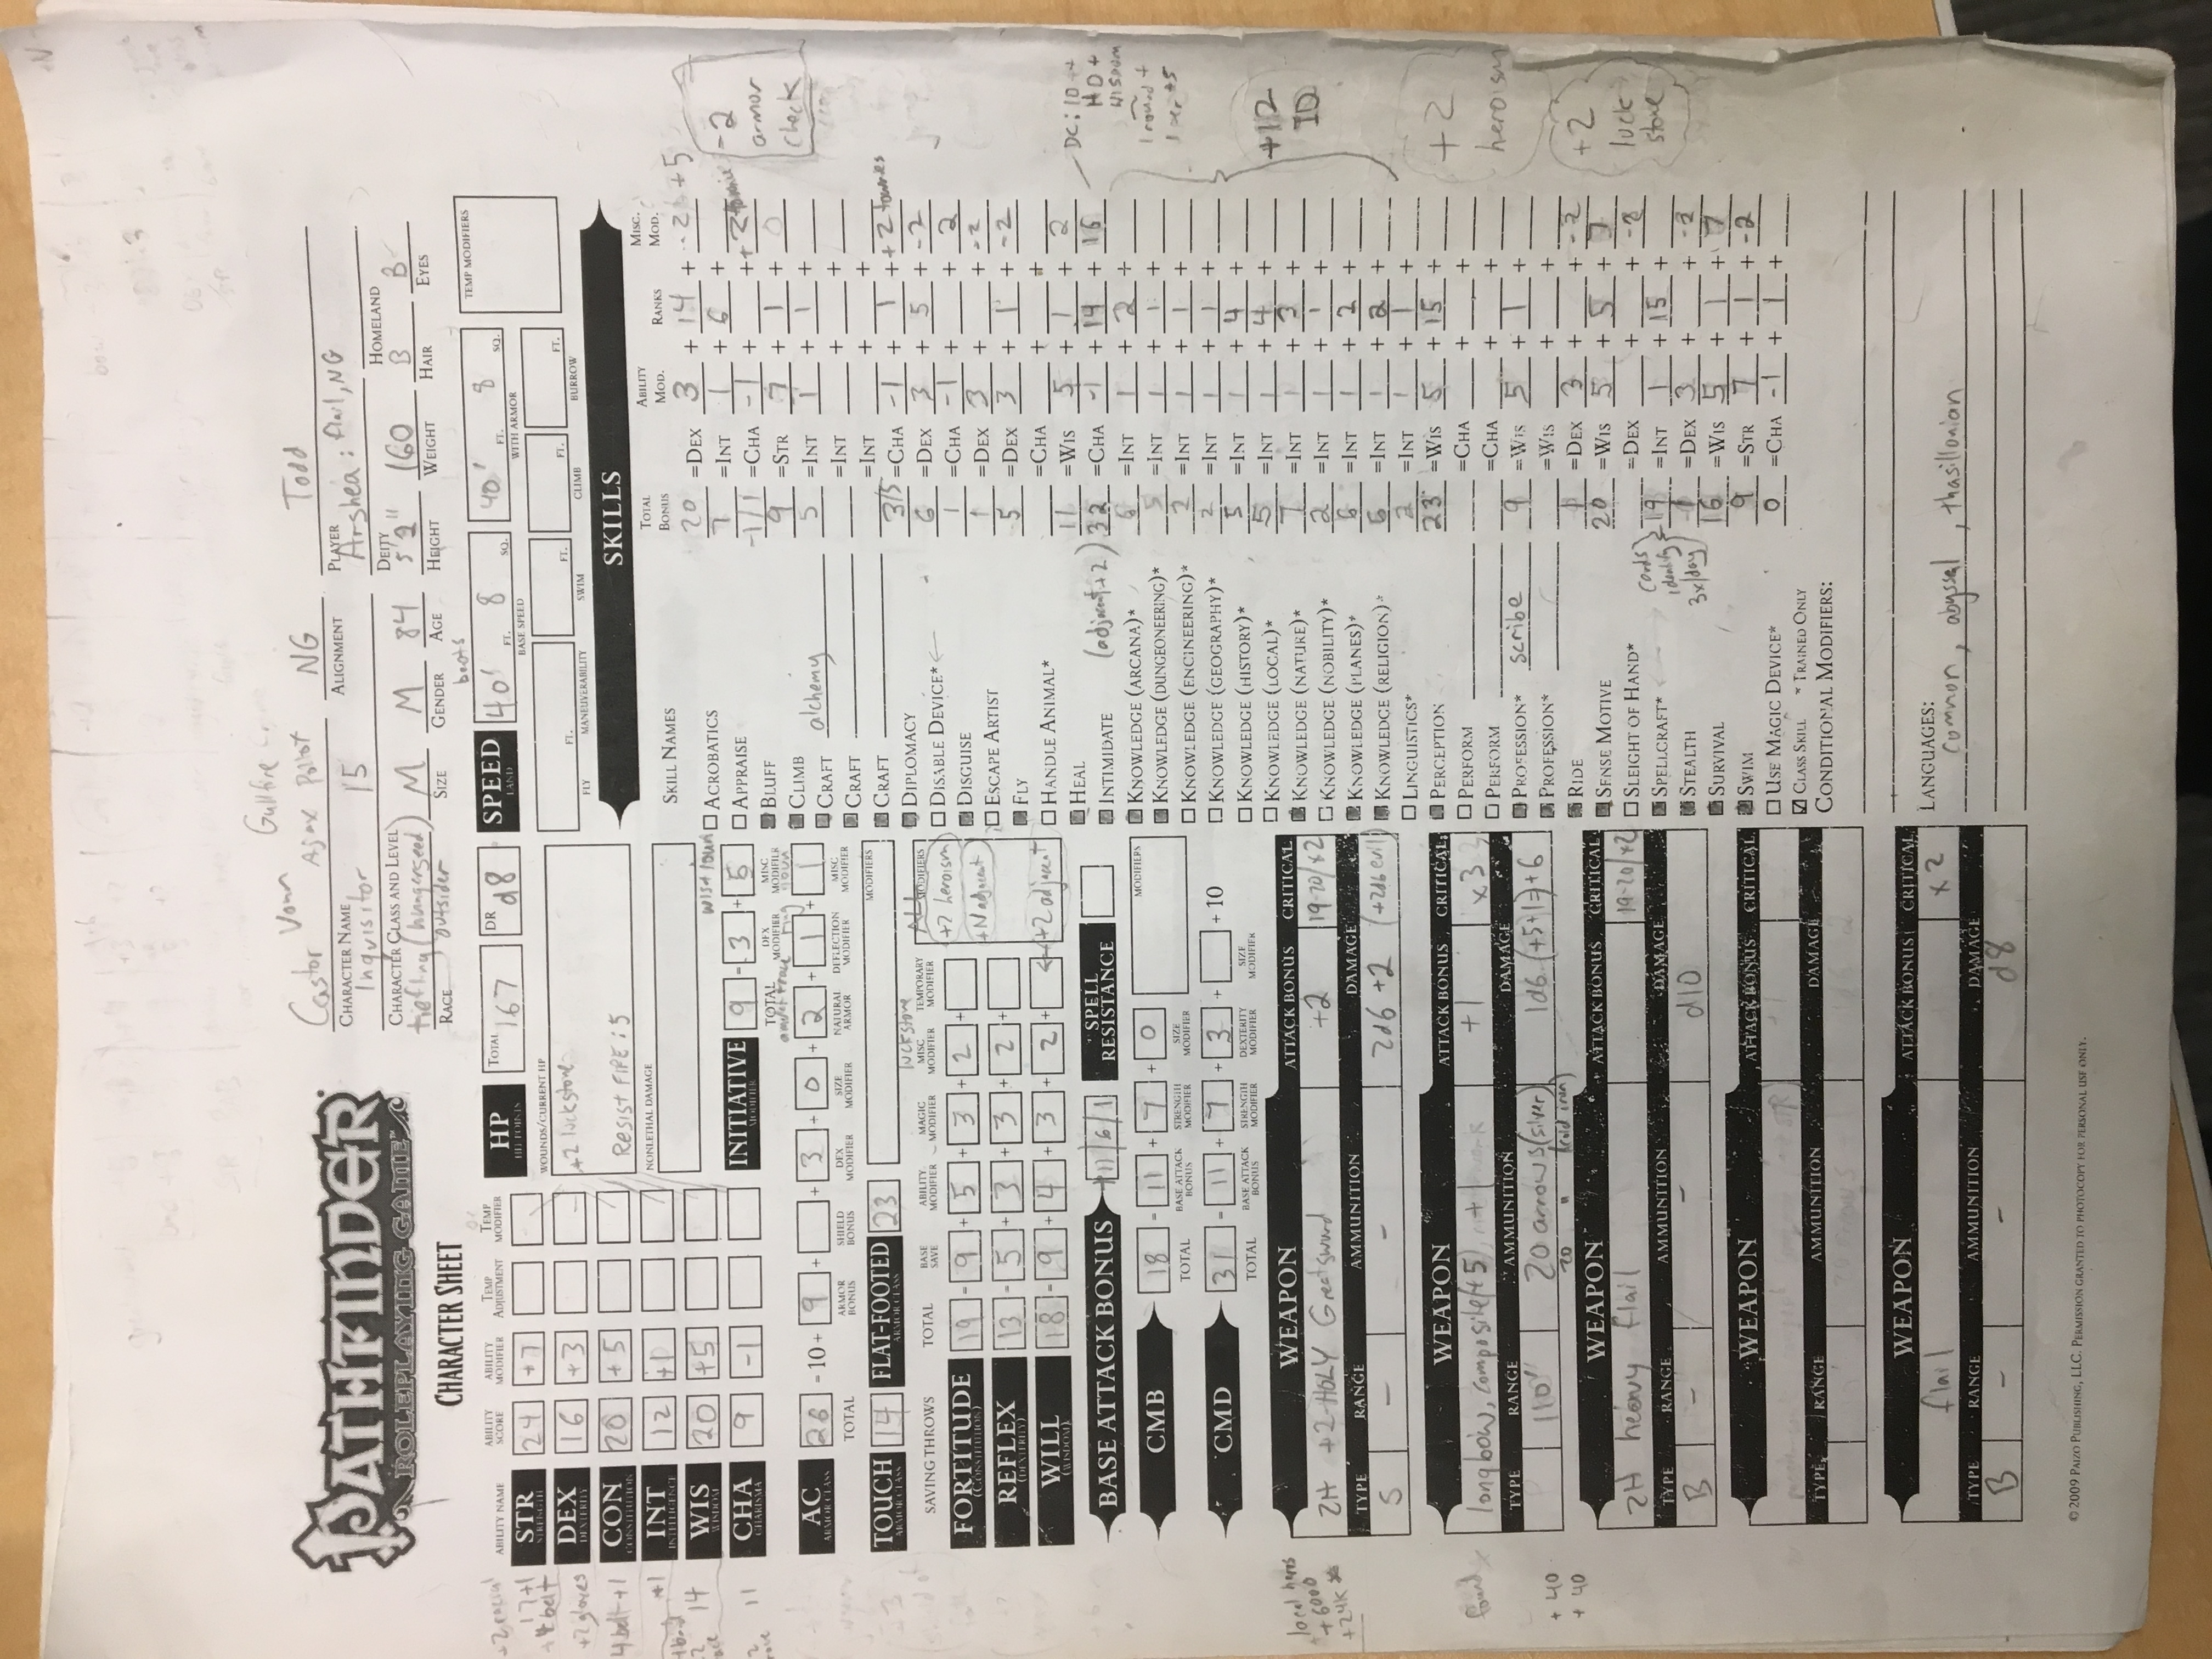 Gullfire
Castor Vonn Ajax Pollot NG Todd
CHARACTER NAME ALIGNMENT PLAYER
Inquisitor 15 Arshea: flail, NG
CHARACTER CLASS AND LEVEL DEITY HOMELAND
tiefling (hungerseed) M M 84 5'2" 160 B B
outsider
RACE SIZE GENDER AGE HEIGHT WEIGHT HAIR EYES
PATHFINDER
ROLEPLAYING GAME™
CHARACTER SHEET
ABILITY NAME ABILITY SCORE ABILITY MODIFIER TEMP ADJUSTMENT TEMP MODIFIER
+2 racial
17+1
+4 belt
STR STRENGTH 24 +7
+2 gloves
DEX DEXTERITY 16 +3
4 belt +1
CON CONSTITUTION 20 +5
+1
INT INTELLIGENCE 12 +1
14
WIS WISDOM 20 +5
11
CHA CHARISMA 9 -1
HP HIT POINTS TOTAL 167 DR d8
WOUNDS/CURRENT HP
+2 luckstone
Resist FIRE: 5
NONLETHAL DAMAGE
INITIATIVE MODIFIER 9 = 3 + 5
TOTAL DEX MODIFIER MISC MODIFIER
AC ARMOR CLASS 26 = 10 + 9 + + 3 + 0 + 2 + 1 + 1
TOTAL ARMOR BONUS SHIELD BONUS DEX MODIFIER SIZE MODIFIER NATURAL ARMOR DEFLECTION MODIFIER MISC MODIFIER
TOUCH ARMOR CLASS 14 FLAT-FOOTED ARMOR CLASS 23 MODIFIERS
luckstone
SAVING THROWS TOTAL BASE SAVE ABILITY MODIFIER MAGIC MODIFIER MISC MODIFIER TEMPORARY MODIFIER ALL MODIFIERS
FORTITUDE (CONSTITUTION) 19 = 9 + 5 + 3 + 2 +
+2 heroism
+N adjacent
REFLEX (DEXTERITY) 13 = 5 + 3 + 3 + 2 +
WILL (WISDOM) 18 = 9 + 4 + 3 + 2 +
+2 adjacent
BASE ATTACK BONUS +11/6/1 SPELL RESISTANCE
CMB 18 = 11 + 7 + 0 MODIFIERS
TOTAL BASE ATTACK BONUS STRENGTH MODIFIER SIZE MODIFIER
CMD 31 = 11 + 7 + 3 + + 10
TOTAL BASE ATTACK BONUS STRENGTH MODIFIER DEXTERITY MODIFIER SIZE MODIFIER
local heros
+6000
+24K
WEAPON ATTACK BONUS CRITICAL
2H +2 HOLY Greatsword +2 19-20/x2
TYPE RANGE AMMUNITION DAMAGE
S - - 2d6 +2 (+2d6 evil)
found
WEAPON ATTACK BONUS CRITICAL
longbow, composite(+5), +1 +1 x3
TYPE RANGE AMMUNITION DAMAGE
110' 20 arrows (silver) 1d6 (+5+1=)+6
20 " (cold iron)
+40
+40
WEAPON ATTACK BONUS CRITICAL
2H heavy flail 19-20/x2
TYPE RANGE AMMUNITION DAMAGE
B - - d10
WEAPON ATTACK BONUS CRITICAL
TYPE RANGE AMMUNITION DAMAGE
WEAPON ATTACK BONUS CRITICAL
flail x2
TYPE RANGE AMMUNITION DAMAGE
B - - d8
© 2009 PAIZO PUBLISHING, LLC. PERMISSION GRANTED TO PHOTOCOPY FOR PERSONAL USE ONLY.
boots
SPEED LAND 40' FT. 8 SQ. 40' FT. 8 SQ. TEMP MODIFIERS
BASE SPEED WITH ARMOR
FT. FT. FT. FT.
FLY MANEUVERABILITY SWIM CLIMB BURROW
SKILLS
SKILL NAMES TOTAL BONUS ABILITY MOD. RANKS MISC. MOD.
ACROBATICS 20 =DEX 3 + 14 + -2 +5
APPRAISE 7 =INT 1 + 6 +
BLUFF -1/1 =CHA -1 + + +2
CLIMB 9 =STR 7 + 1 + 0
CRAFT alchemy 5 =INT 1 + 1 +
CRAFT =INT + +
CRAFT =INT + +
DIPLOMACY 3/5 =CHA -1 + 1 + +2
DISABLE DEVICE* 6 =DEX 3 + 5 + -2
DISGUISE 1 =CHA -1 + + 2
ESCAPE ARTIST 1 =DEX 3 + + -2
FLY 5 =DEX 3 + 1 + -2
HANDLE ANIMAL* =CHA + +
HEAL 11 =WIS 5 + 1 + 2
INTIMIDATE (adjacent +2) 32 =CHA -1 + 14 + 16
KNOWLEDGE (ARCANA)* 6 =INT 1 + 2 +
KNOWLEDGE (DUNGEONEERING)* 5 =INT 1 + 1 +
KNOWLEDGE (ENGINEERING)* 2 =INT 1 + 1 +
KNOWLEDGE (GEOGRAPHY)* 2 =INT 1 + 1 +
KNOWLEDGE (HISTORY)* 5 =INT 1 + 4 +
KNOWLEDGE (LOCAL)* 5 =INT 1 + 4 +
KNOWLEDGE (NATURE)* 7 =INT 1 + 3 +
KNOWLEDGE (NOBILITY)* 2 =INT 1 + 1 +
KNOWLEDGE (PLANES)* 6 =INT 1 + 2 +
KNOWLEDGE (RELIGION)* 6 =INT 1 + 2 +
LINGUISTICS* 2 =INT 1 + 1 +
PERCEPTION 23 =WIS 5 + 15 +
PERFORM =CHA + +
PERFORM =CHA + +
PROFESSION* scribe 9 =WIS 5 + 1 +
PROFESSION* =WIS + +
RIDE 1 =DEX 3 + + -2
SENSE MOTIVE 20 =WIS 5 + 5 + 7
SLEIGHT OF HAND* =DEX + + -2
SPELLCRAFT* 19 =INT 1 + 15 +
identify
3x/day
STEALTH 1 =DEX 3 + + -2
SURVIVAL 16 =WIS 5 + 1 + 7
SWIM 9 =STR 7 + 1 + -2
USE MAGIC DEVICE* 0 =CHA -1 + 1 +
CLASS SKILL * TRAINED ONLY
CONDITIONAL MODIFIERS:
LANGUAGES:
common, abyssal, thasillonian
-2
armor
check
DC: 10 +
HD +
WISDOM
1 round +
+12
ID
+2
heroism
+2
luck
stone